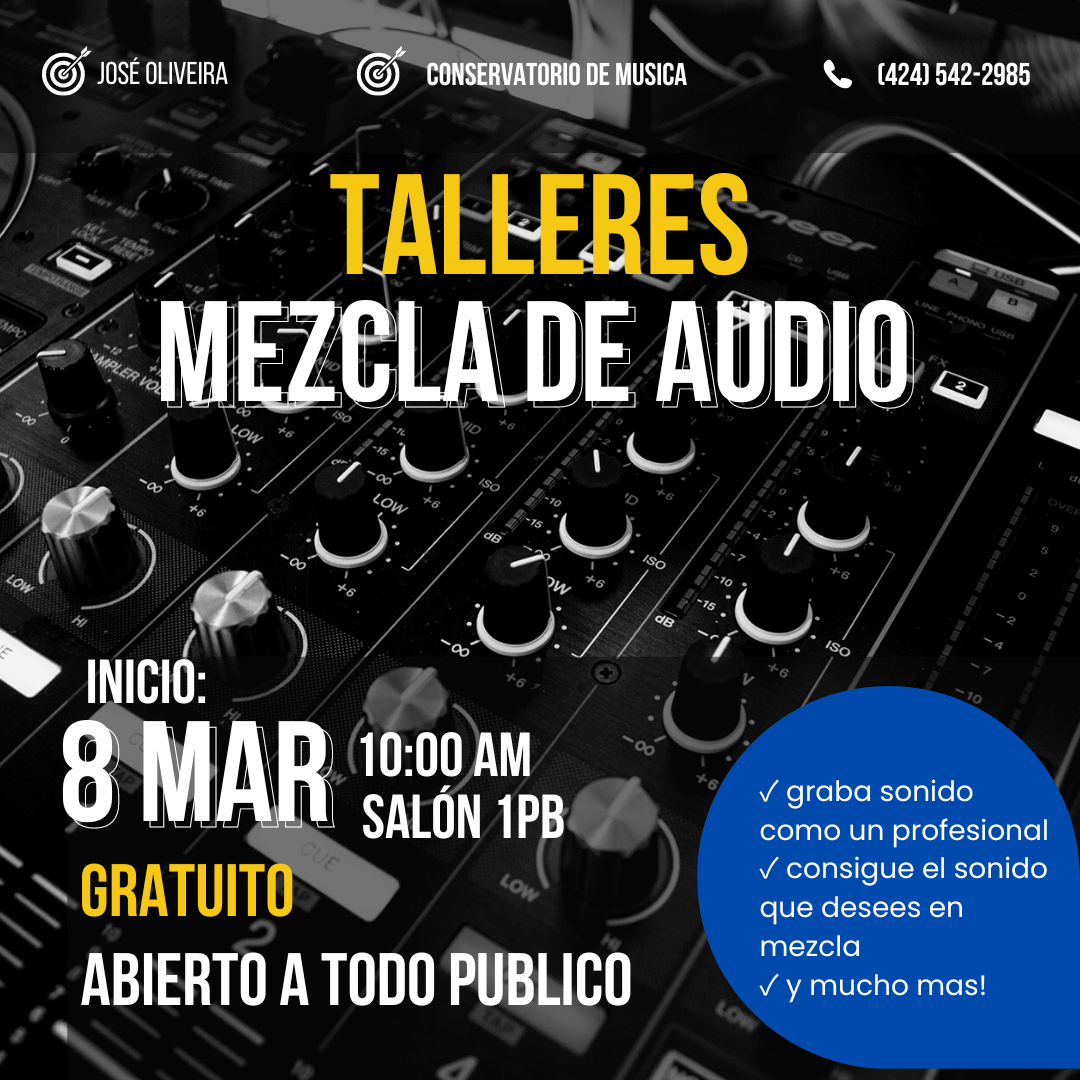 JOSÉ OLIVEIRA
CONSERVATORIO DE MUSICA
(424) 542-2985
TALLERES
MEZCLA DE AUDIO
INICIO:
8 MAR
10:00 AM
SALÓN 1PB
GRATUITO
ABIERTO A TODO PUBLICO
✓ graba sonido
como un profesional
✓ consigue el sonido
que desees en
mezcla
✓ y mucho mas!